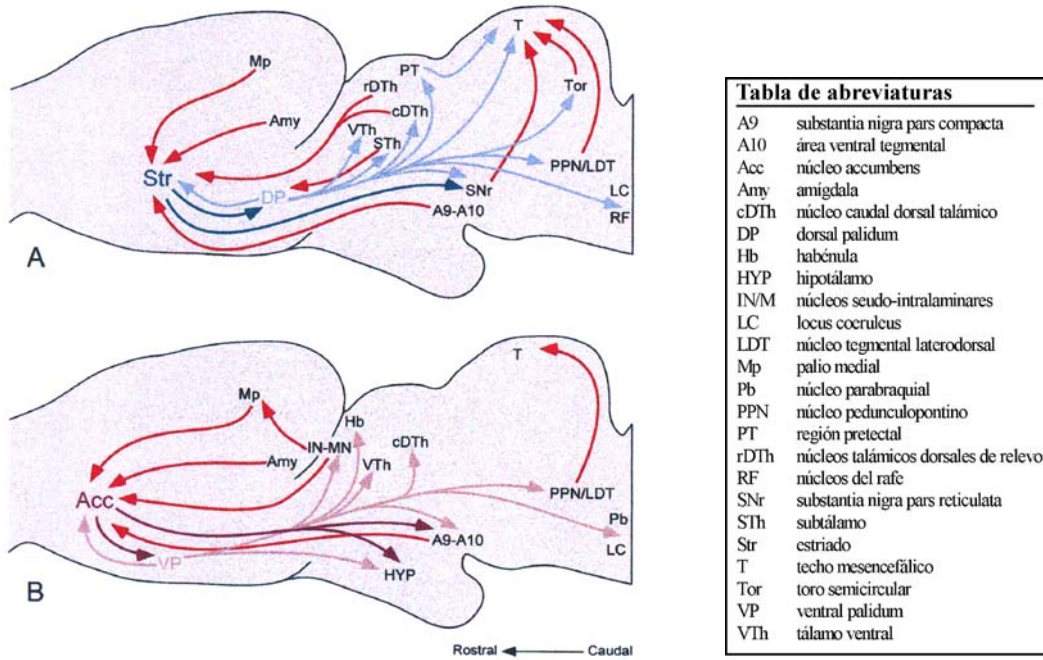 T
Mp
PT
rDTh
Tor
cDTh
Amy
VTh
STh
PPN/LDT
Str
DP
SNr
LC
A9-A10
RF
A
T
Mp
Hb
IN-MN
cDTh
Amy
VTh
Acc
PPN/LDT
Pb
A9-A10
LC
VP
HYP
B
Rostral Caudal
Tabla de abreviaturas
A9 substantia nigra pars compacta
A10 área ventral tegmental
Acc núcleo accumbens
Amy amígdala
cDTh núcleo caudal dorsal talámico
DP dorsal palidum
Hb habénula
HYP hipotálamo
IN/M núcleos seudo-intralaminares
LC locus coeruleus
LDT núcleo tegmental laterodorsal
Mp palio medial
Pb núcleo parabraquial
PPN núcleo pedunculopontino
PT región pretectal
rDTh núcleos talámicos dorsales de relevo
RF núcleos del rafe
SNr substantia nigra pars reticulata
STh subtálamo
Str estriado
T techo mesencefálico
Tor toro semicircular
VP ventral palidum
VTh tálamo ventral